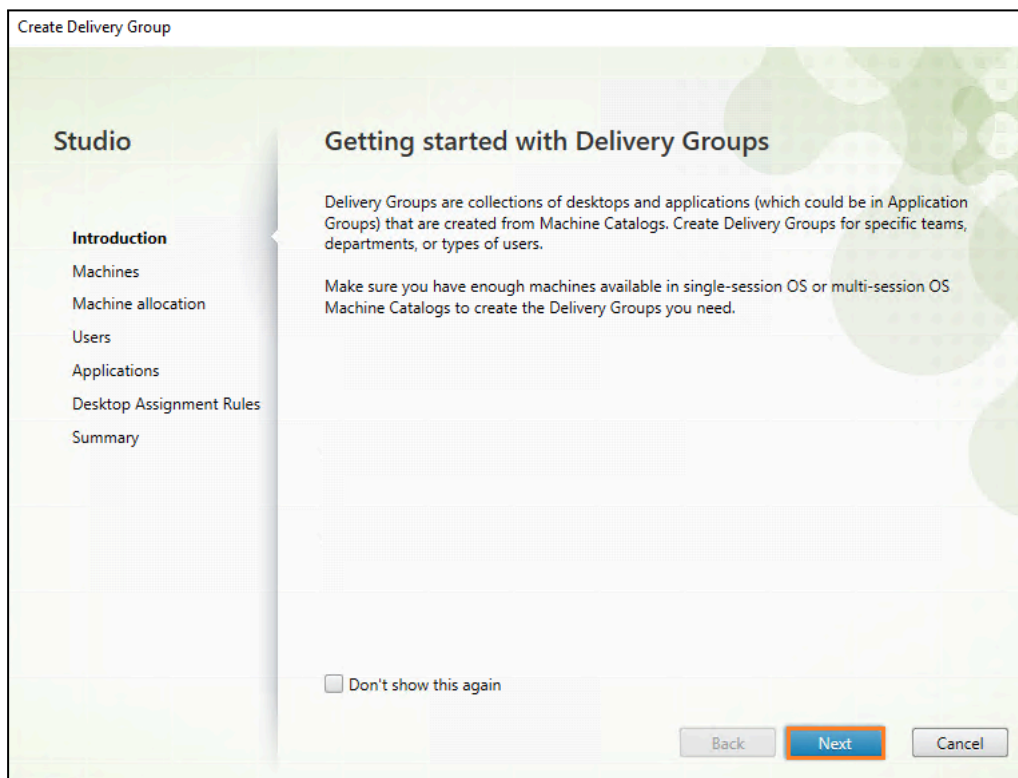 Create Delivery Group
Studio
Introduction
Machines
Machine allocation
Users
Applications
Desktop Assignment Rules
Summary
Getting started with Delivery Groups
Delivery Groups are collections of desktops and applications (which could be in Application
Groups) that are created from Machine Catalogs. Create Delivery Groups for specific teams,
departments, or types of users.
Make sure you have enough machines available in single-session OS or multi-session OS
Machine Catalogs to create the Delivery Groups you need.
Don't show this again
Back
Next
Cancel